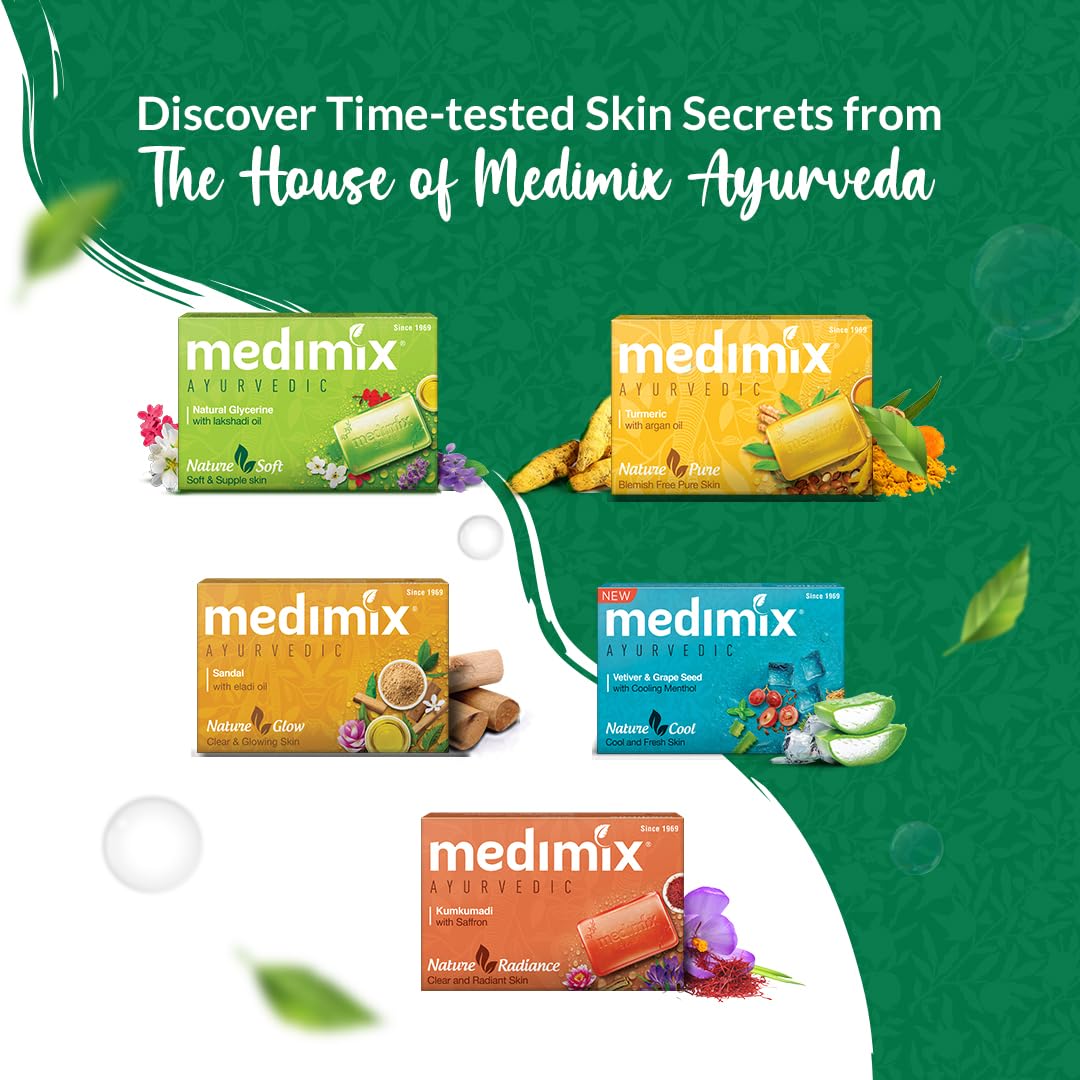 Discover Time-tested Skin Secrets from
The House of Medimix Ayurveda
Since 1969
medimix®
AYURVEDIC
Natural Glycerine
with lakshadi oil
Nature Soft
Soft & Supple skin
medimix
Since 1969
medimix®
AYURVEDIC
Turmeric
with argan oil
Nature Pure
Blemish Free Pure Skin
Since 1969
medimix®
AYURVEDIC
Sandal
with eladi oil
Nature Glow
Clear & Glowing Skin
NEW
Since 1969
medimix®
AYURVEDIC
Vetiver & Grape Seed
with Cooling Menthol
Nature Cool
Cool and Fresh Skin
Since 1969
medimix®
AYURVEDIC
Kumkumadi
with Saffron
Nature Radiance
Clear and Radiant Skin
medimix